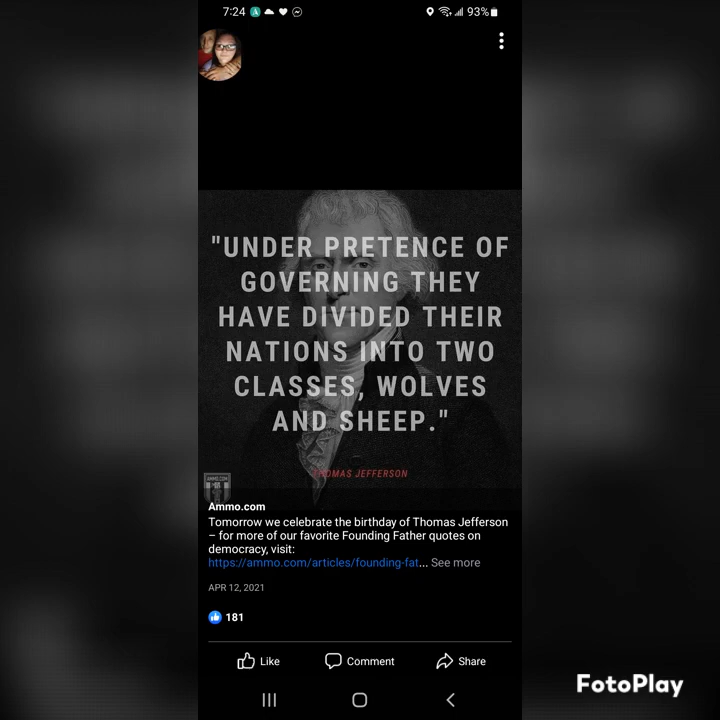 7:24
93%
"UNDER PRETENCE OF
GOVERNING THEY
HAVE DIVIDED THEIR
NATIONS INTO TWO
CLASSES, WOLVES
AND SHEEP."
THOMAS JEFFERSON
AMMO.COM
Ammo.com
Tomorrow we celebrate the birthday of Thomas Jefferson
– for more of our favorite Founding Father quotes on
democracy, visit:
https://ammo.com/articles/founding-fat... See more
APR 12, 2021
181
Like Comment Share
FotoPlay